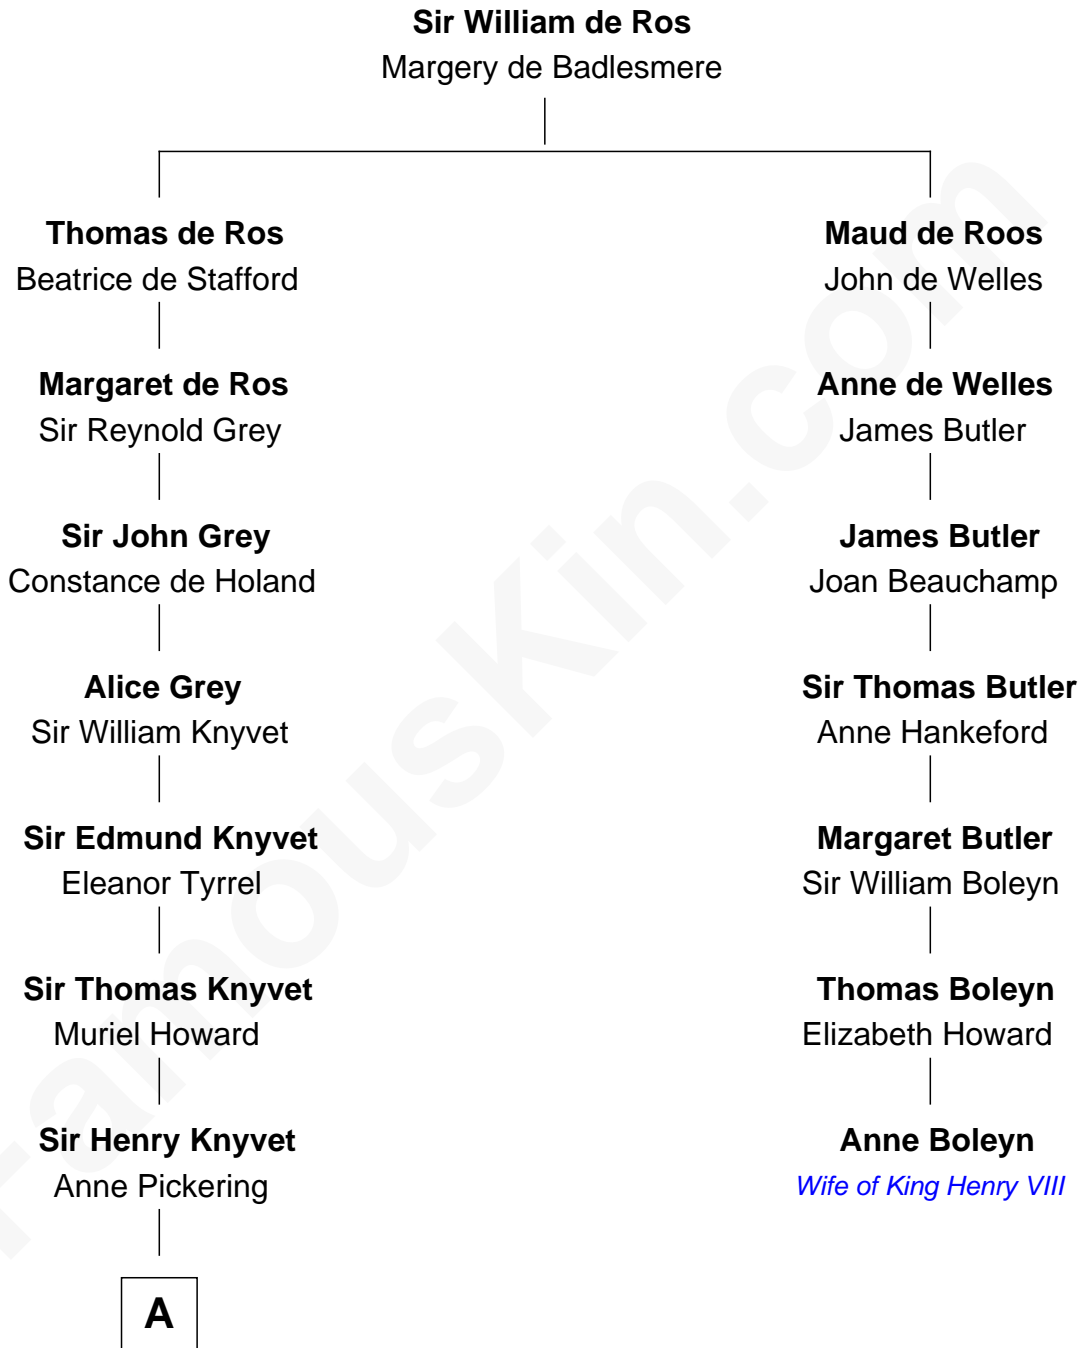 Sir William de Ros
Margery de Badlesmere
Thomas de Ros
Beatrice de Stafford
Maud de Roos
John de Welles
Margaret de Ros
Sir Reynold Grey
Anne de Welles
James Butler
Sir John Grey
Constance de Holand
James Butler
Joan Beauchamp
Alice Grey
Sir William Knyvet
Sir Thomas Butler
Anne Hankeford
Sir Edmund Knyvet
Eleanor Tyrrel
Margaret Butler
Sir William Boleyn
Sir Thomas Knyvet
Muriel Howard
Thomas Boleyn
Elizabeth Howard
Sir Henry Knyvet
Anne Pickering
Anne Boleyn
Wife of King Henry VIII
A
FamousKin.com